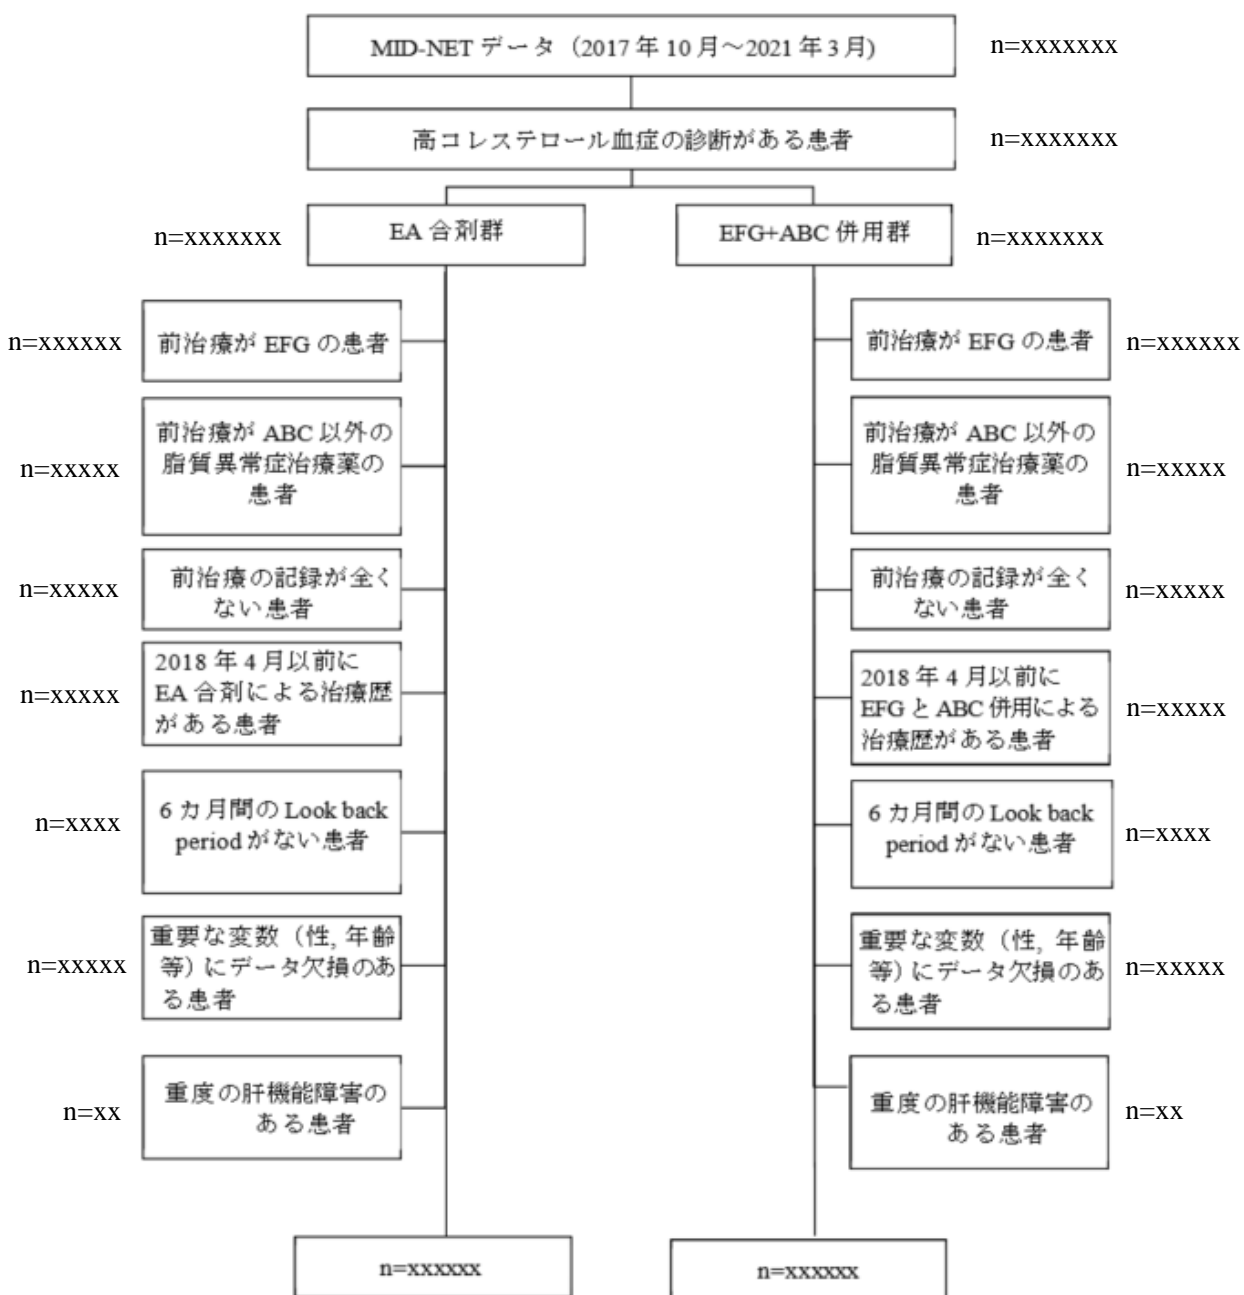 MID-NET データ（2017 年 10 月～2021 年 3 月)
n=xxxxxxx
高コレステロール血症の診断がある患者
n=xxxxxxx
n=xxxxxxx
EA 合剤群
EFG+ABC 併用群
n=xxxxxxx
n=xxxxxx
前治療が EFG の患者
前治療が EFG の患者
n=xxxxxx
n=xxxxx
前治療が ABC 以外の
脂質異常症治療薬の
患者
前治療が ABC 以外の
脂質異常症治療薬の
患者
n=xxxxx
n=xxxxx
前治療の記録が全く
ない患者
前治療の記録が全く
ない患者
n=xxxxx
n=xxxxx
2018 年 4 月以前に
EA 合剤による治療歴
がある患者
2018 年 4 月以前に
EFG と ABC 併用による
治療歴がある患者
n=xxxxx
n=xxxx
6 カ月間の Look back
period がない患者
6 カ月間の Look back
period がない患者
n=xxxx
n=xxxxx
重要な変数（性, 年齢
等）にデータ欠損のあ
る患者
重要な変数（性, 年齢
等）にデータ欠損のあ
る患者
n=xxxxx
n=xx
重度の肝機能障害の
ある患者
重度の肝機能障害の
ある患者
n=xx
n=xxxxxx
n=xxxxxx